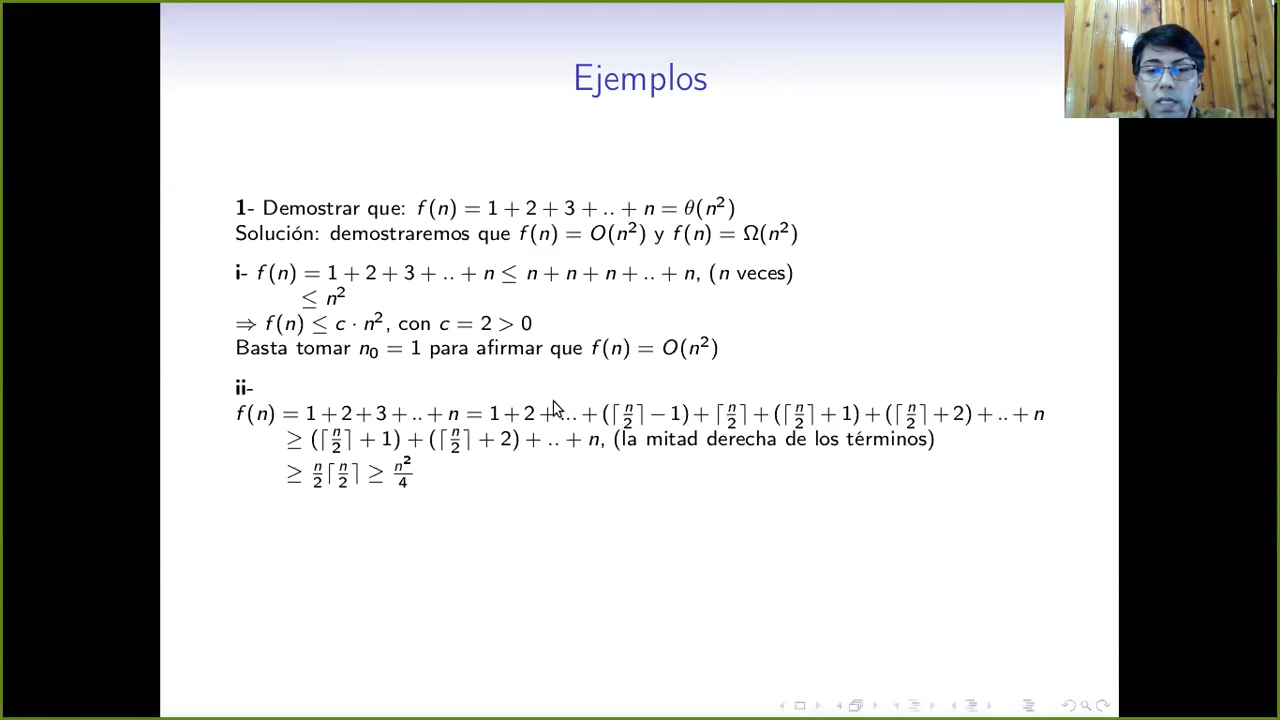 Ejemplos
1- Demostrar que: f(n) = 1 + 2 + 3 + .. + n = θ(n²)
Solución: demostraremos que f(n) = O(n²) y f(n) = Ω(n²)
i- f(n) = 1 + 2 + 3 + .. + n ≤ n + n + n + .. + n, (n veces)
≤ n²
⇒ f(n) ≤ c · n², con c = 2 > 0
Basta tomar n₀ = 1 para afirmar que f(n) = O(n²)
ii-
f(n) = 1 + 2 + 3 + .. + n = 1 + 2 + .. + (⌈n/2⌉ − 1) + ⌈n/2⌉ + (⌈n/2⌉ + 1) + (⌈n/2⌉ + 2) + .. + n
≥ (⌈n/2⌉ + 1) + (⌈n/2⌉ + 2) + .. + n, (la mitad derecha de los términos)
≥ n/2 ⌈n/2⌉ ≥ n²/4